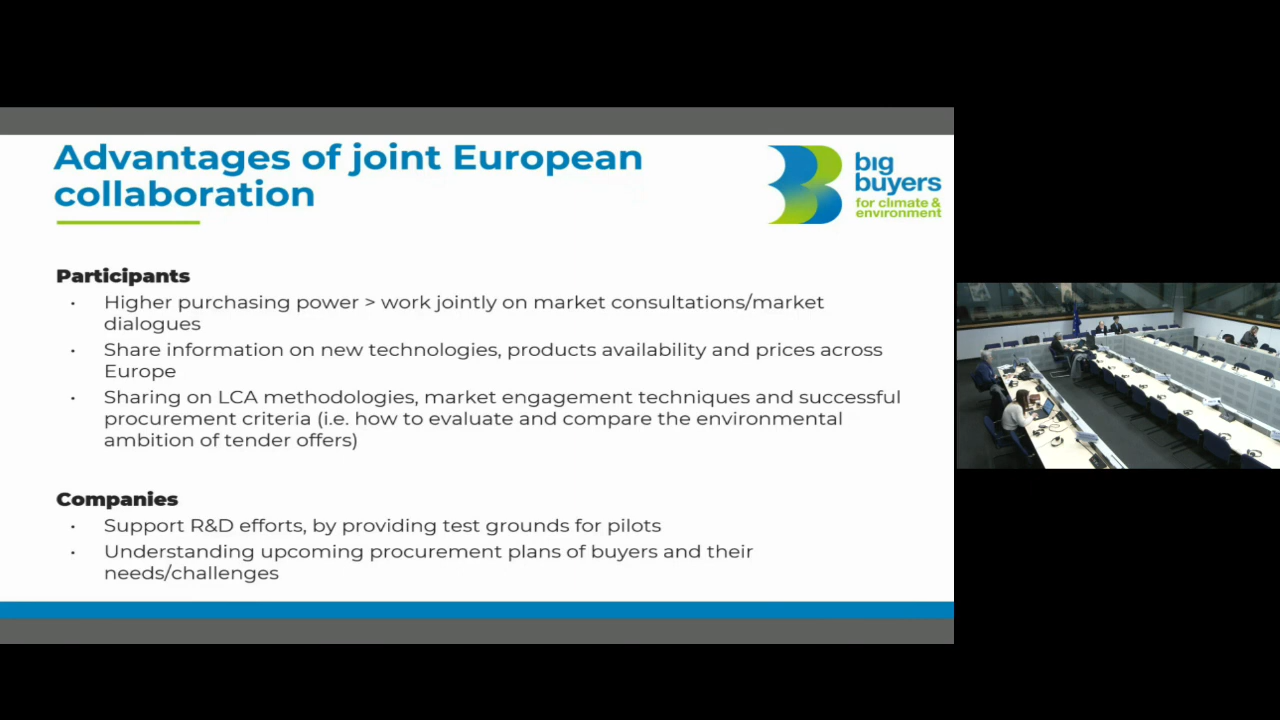 Advantages of joint European
collaboration
big
buyers
for climate &
environment
Participants
• Higher purchasing power > work jointly on market consultations/market
dialogues
• Share information on new technologies, products availability and prices across
Europe
• Sharing on LCA methodologies, market engagement techniques and successful
procurement criteria (i.e. how to evaluate and compare the environmental
ambition of tender offers)
Companies
• Support R&D efforts, by providing test grounds for pilots
• Understanding upcoming procurement plans of buyers and their
needs/challenges